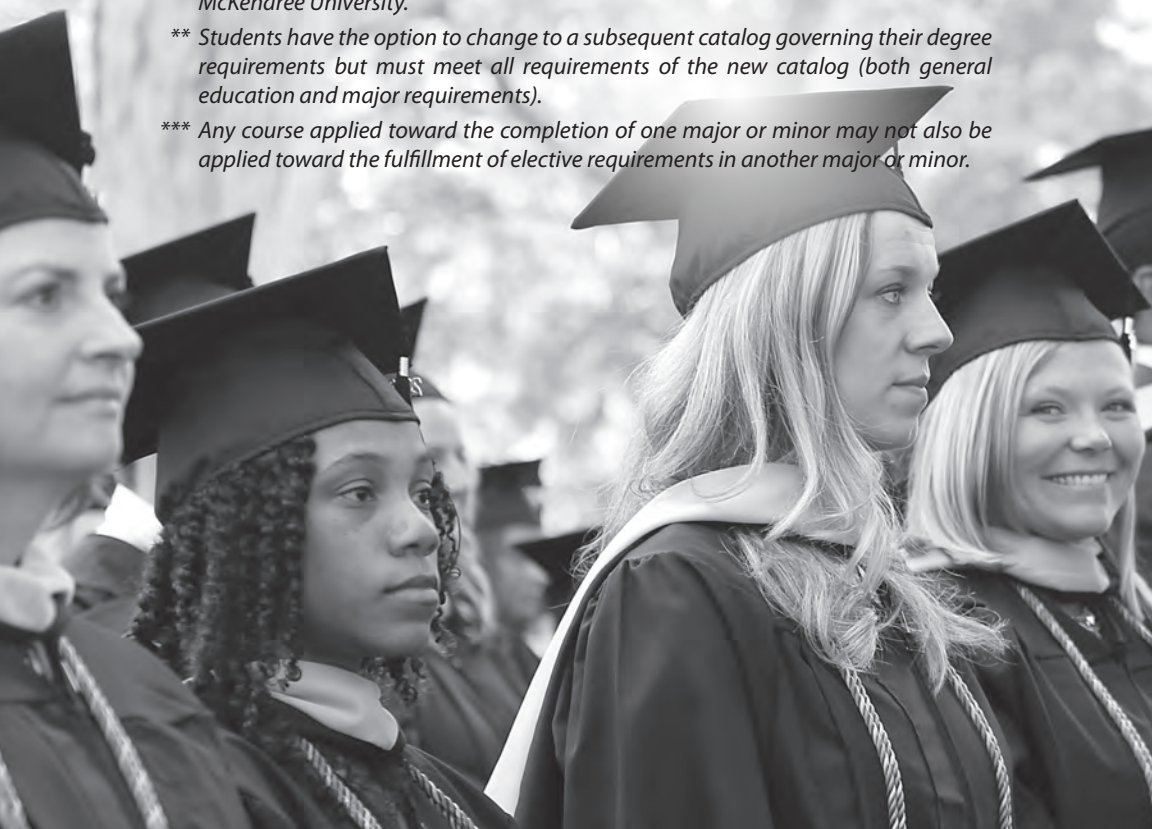 McKendree University.
** Students have the option to change to a subsequent catalog governing their degree
requirements but must meet all requirements of the new catalog (both general
education and major requirements).
*** Any course applied toward the completion of one major or minor may not also be
applied toward the fulfillment of elective requirements in another major or minor.